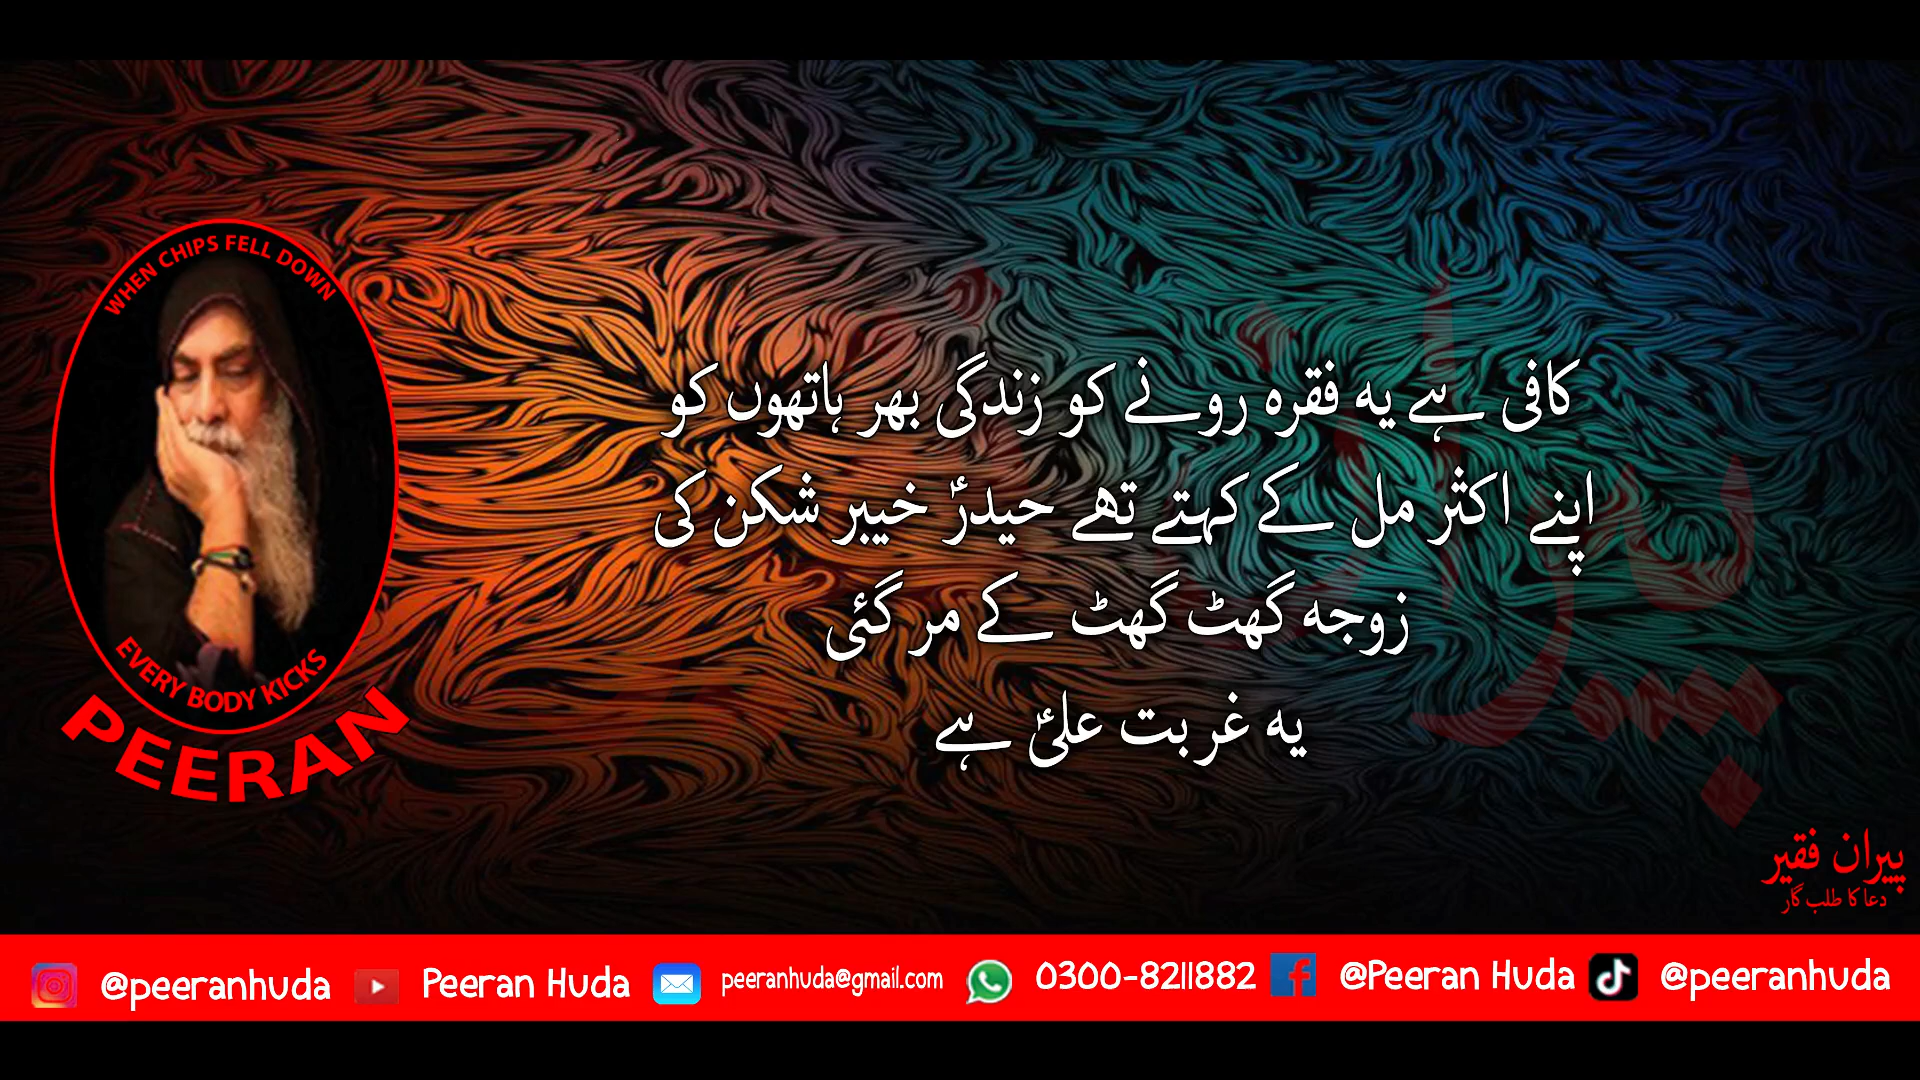 WHEN CHIPS FELL DOWN
EVERY BODY KICKS
PEERAN
کافی ہے یہ فقرہ رونے کو زندگی بھر ہاتھوں کو
اپنے اکثر مل کے کہتے تھے حیدرؑ خیبر شکن کی
زوجہ گھٹ گھٹ کے مر گئی
یہ غربت علیؑ ہے
پیران
پیران فقیر
دعا کا طلب گار
@peeranhuda
Peeran Huda
peeranhuda@gmail.com
0300-8211882
@Peeran Huda
@peeranhuda